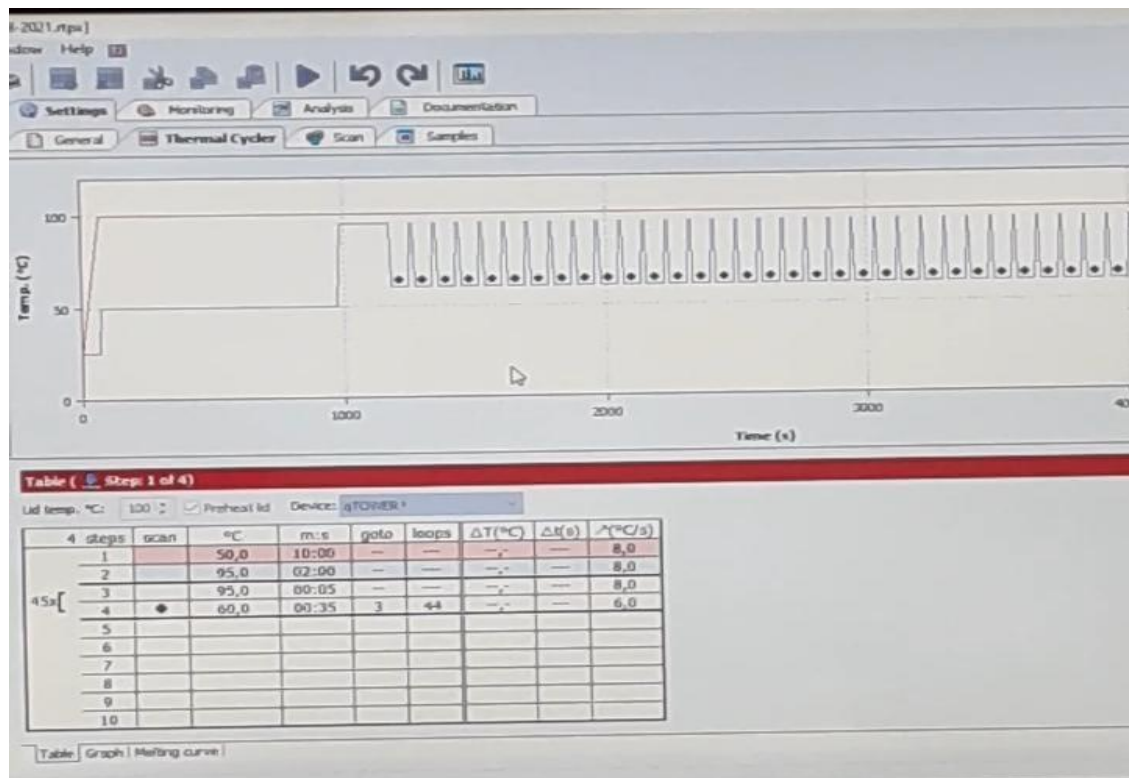 -2021.rtpx]
dow Help
Settings Monitoring Analysis Documentation
General Thermal Cycler Scan Samples
100
50
0
Temp. (°C)
0 1000 2000 3000 40
Time (s)
Table ( Step: 1 of 4)
Lid temp. °C: 100 Preheat lid Device: qTOWER³
4 steps scan °C m:s goto loops ΔT(°C) Δt(s) ↗(°C/s)
1 50,0 10:00 -- --- --,- --- 8,0
2 95,0 02:00 -- --- --,- --- 8,0
3 95,0 00:05 -- --- --,- --- 8,0
45x[ 4 ● 60,0 00:35 3 44 --,- --- 6,0
5
6
7
8
9
10
Table Graph Melting curve